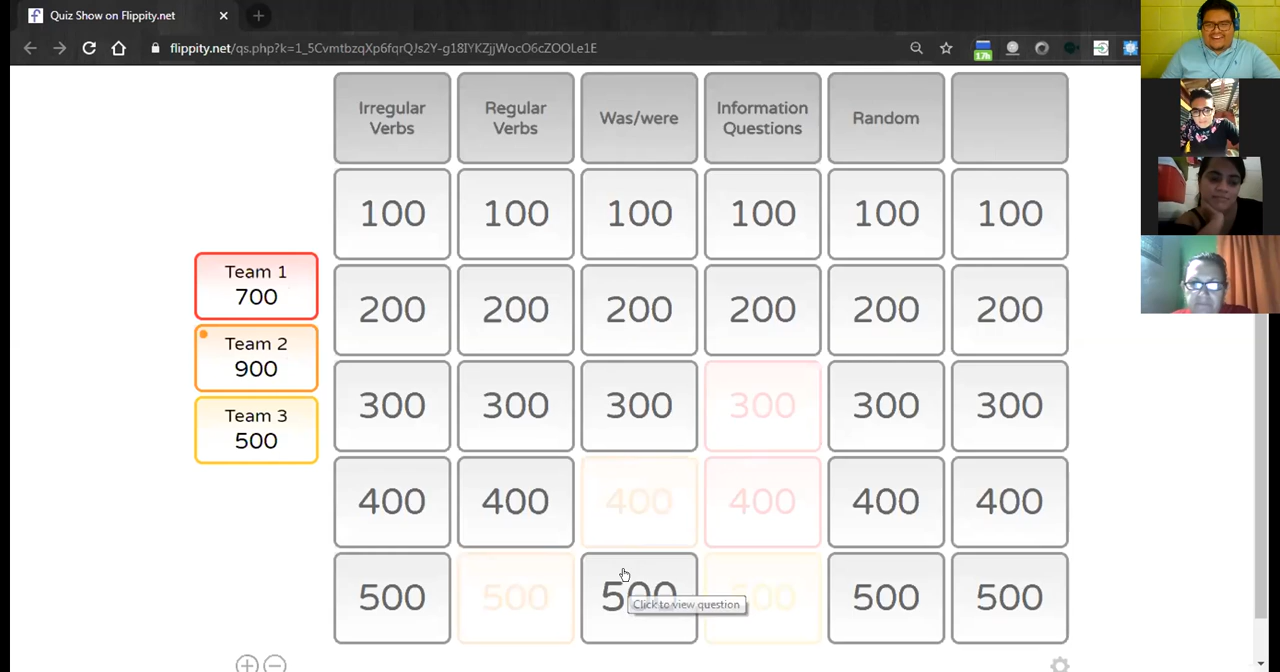 Quiz Show on Flippity.net
flippity.net/qs.php?k=1_5CvmtbzqXp6fqrQJs2Y-g18IYKZjjWocO6cZOOLe1E
17h
Irregular Verbs
Regular Verbs
Was/were
Information Questions
Random
100 100 100 100 100 100
Team 1
700
200 200 200 200 200 200
Team 2
900
300 300 300 300 300 300
Team 3
500
400 400 400 400 400 400
500 500 500 500 500
Click to view question